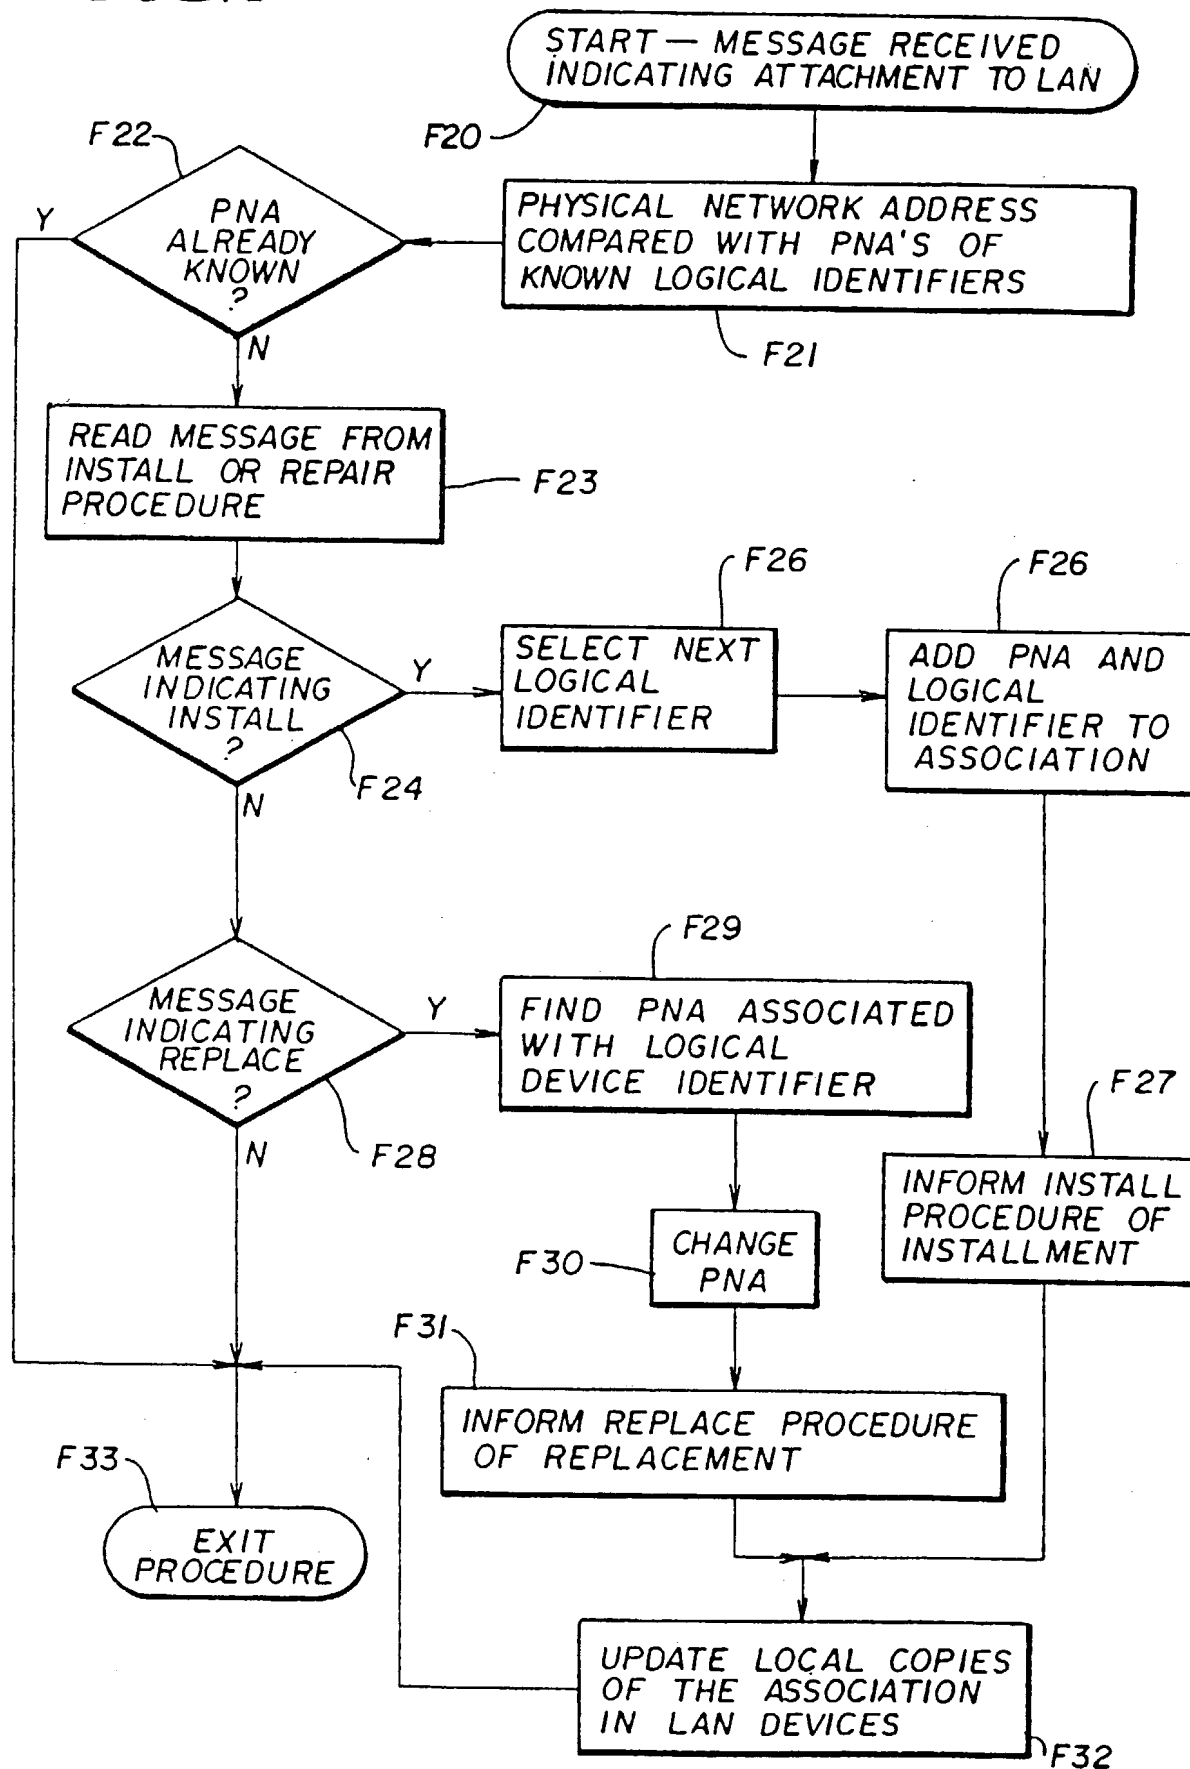 START — MESSAGE RECEIVED
INDICATING ATTACHMENT TO LAN
F20
F22
PHYSICAL NETWORK ADDRESS
COMPARED WITH PNA'S OF
KNOWN LOGICAL IDENTIFIERS
F21
Y
PNA
ALREADY
KNOWN
?
N
READ MESSAGE FROM
INSTALL OR REPAIR
PROCEDURE
F23
MESSAGE
INDICATING
INSTALL
?
Y
F24
N
F26
SELECT NEXT
LOGICAL
IDENTIFIER
F26
ADD PNA AND
LOGICAL
IDENTIFIER TO
ASSOCIATION
MESSAGE
INDICATING
REPLACE
?
Y
F28
N
F29
FIND PNA ASSOCIATED
WITH LOGICAL
DEVICE IDENTIFIER
F27
INFORM INSTALL
PROCEDURE OF
INSTALLMENT
F30
CHANGE
PNA
F31
INFORM REPLACE PROCEDURE
OF REPLACEMENT
F33
EXIT
PROCEDURE
UPDATE LOCAL COPIES
OF THE ASSOCIATION
IN LAN DEVICES
F32